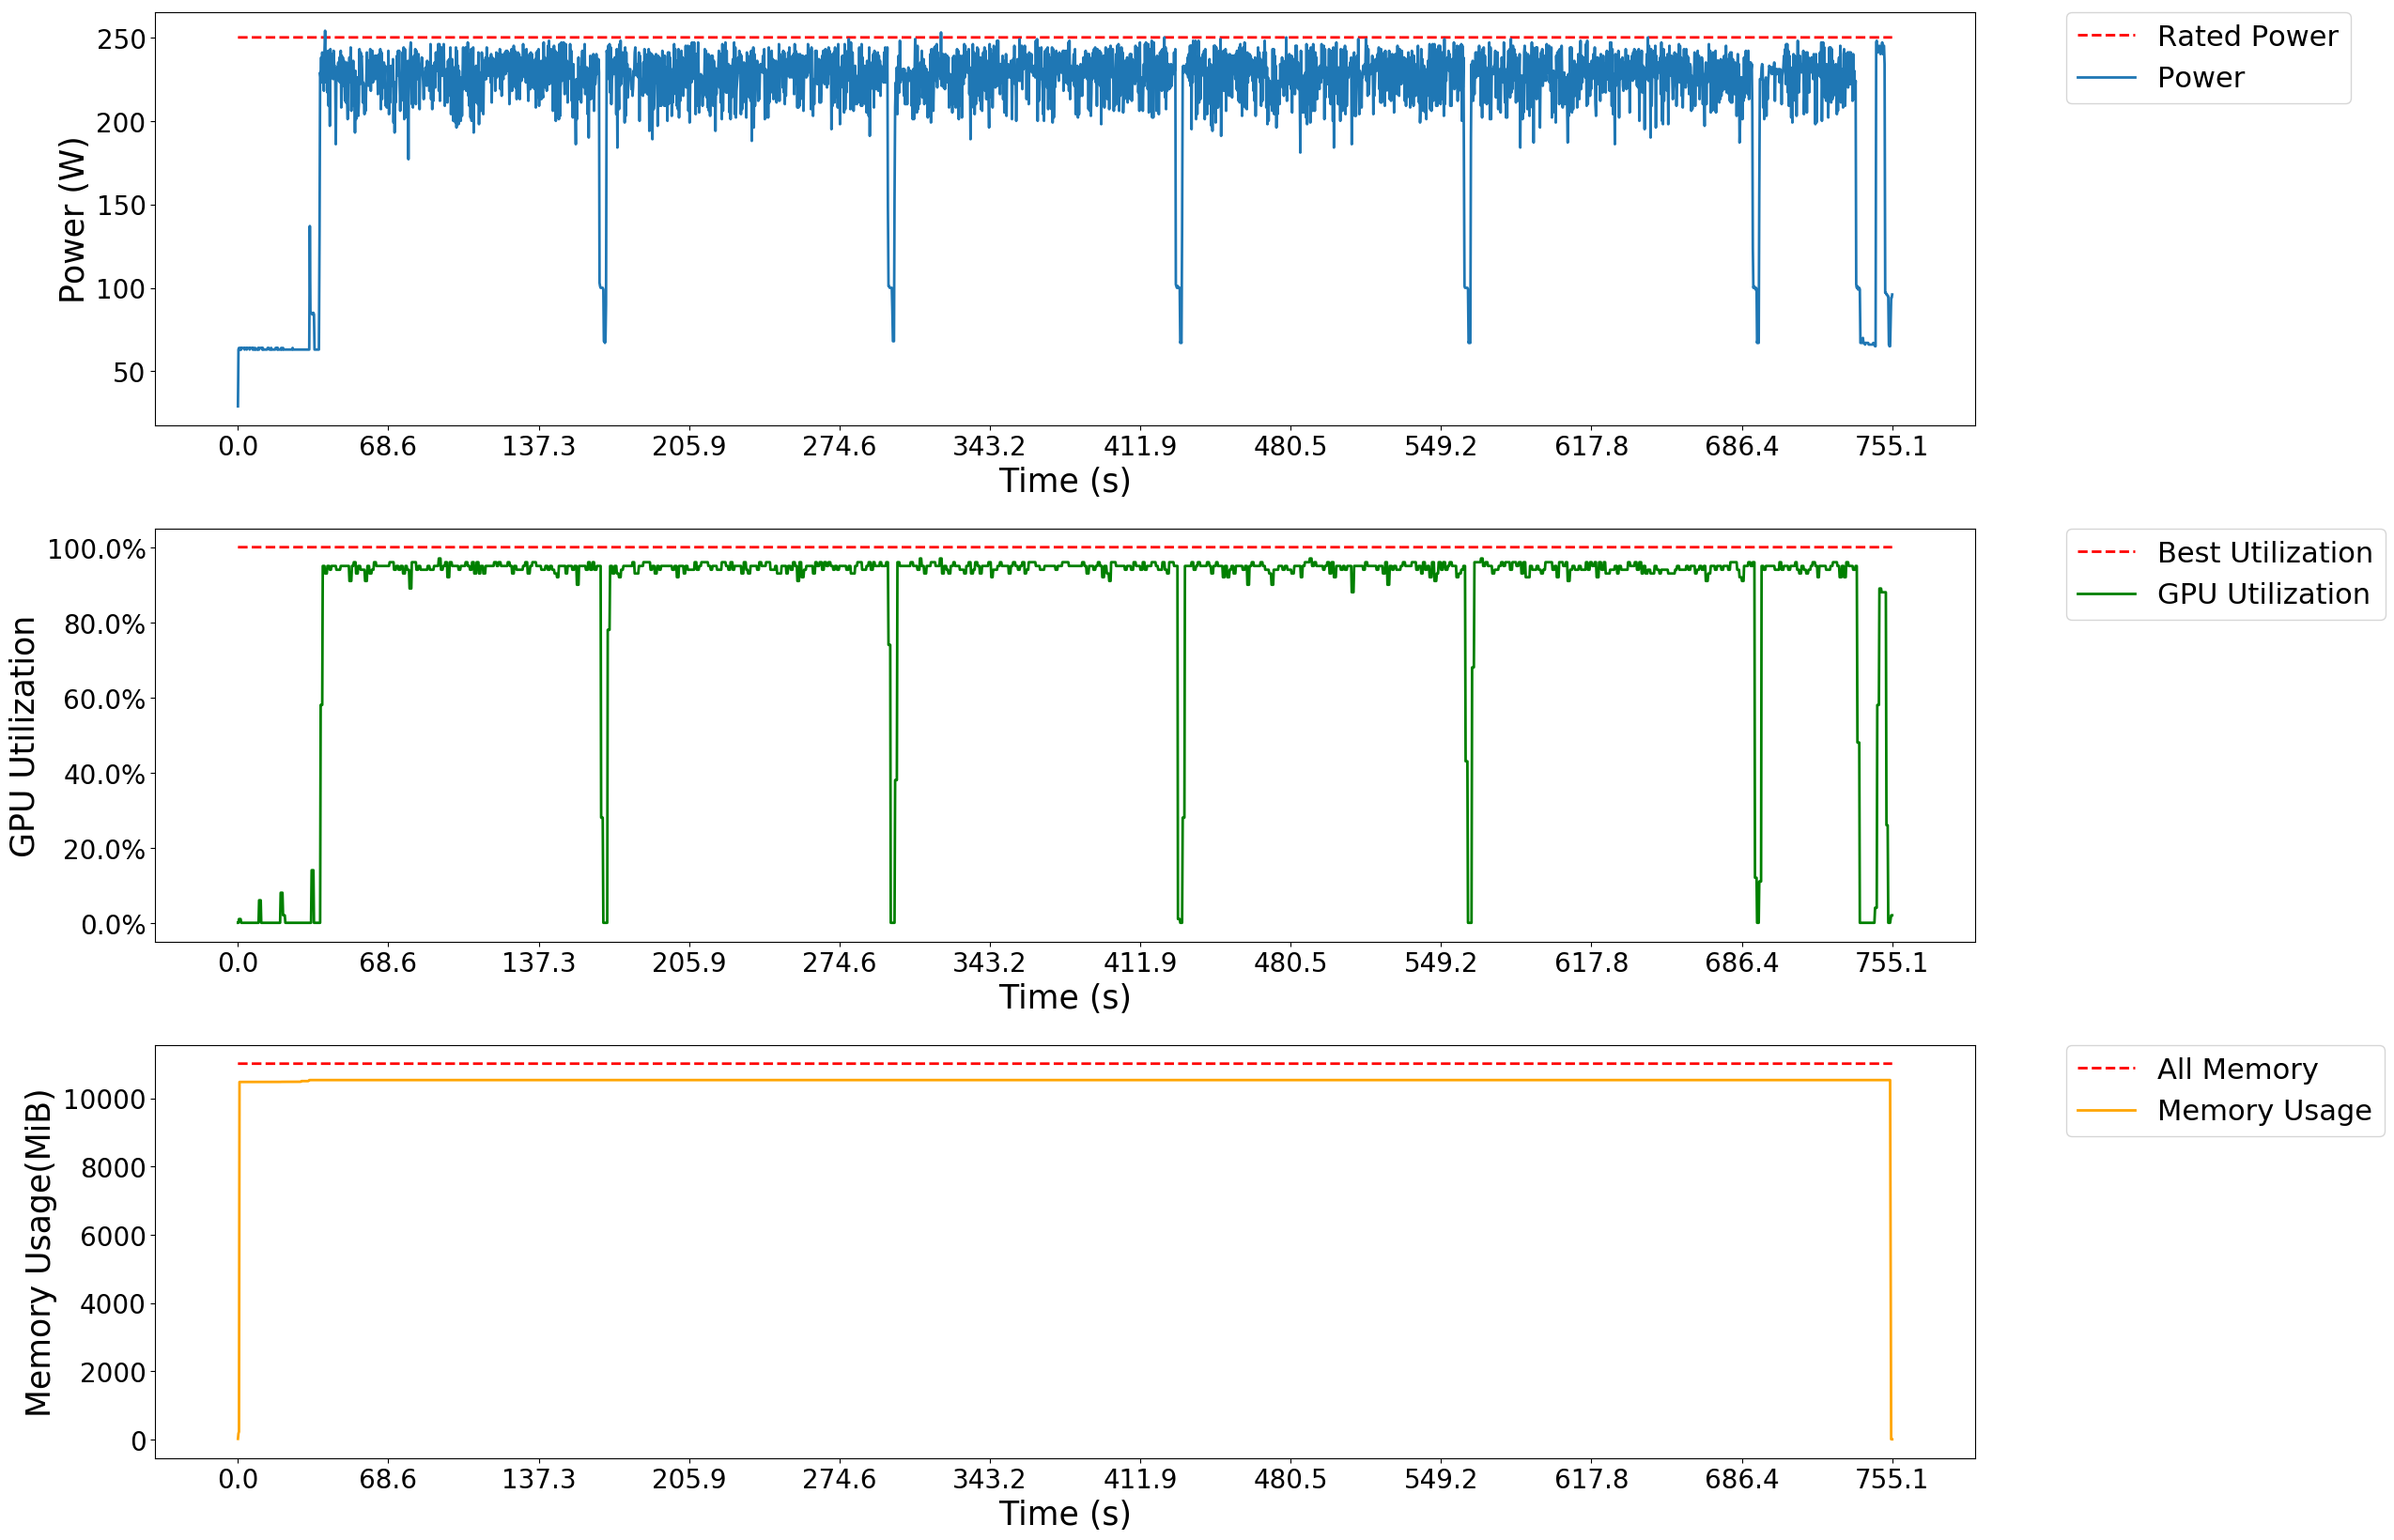 250
200
150
100
50
Power (W)
0.0 68.6 137.3 205.9 274.6 343.2 411.9 480.5 549.2 617.8 686.4 755.1
Time (s)
Rated Power
Power
100.0%
80.0%
60.0%
40.0%
20.0%
0.0%
GPU Utilization
0.0 68.6 137.3 205.9 274.6 343.2 411.9 480.5 549.2 617.8 686.4 755.1
Time (s)
Best Utilization
GPU Utilization
10000
8000
6000
4000
2000
0
Memory Usage(MiB)
0.0 68.6 137.3 205.9 274.6 343.2 411.9 480.5 549.2 617.8 686.4 755.1
Time (s)
All Memory
Memory Usage